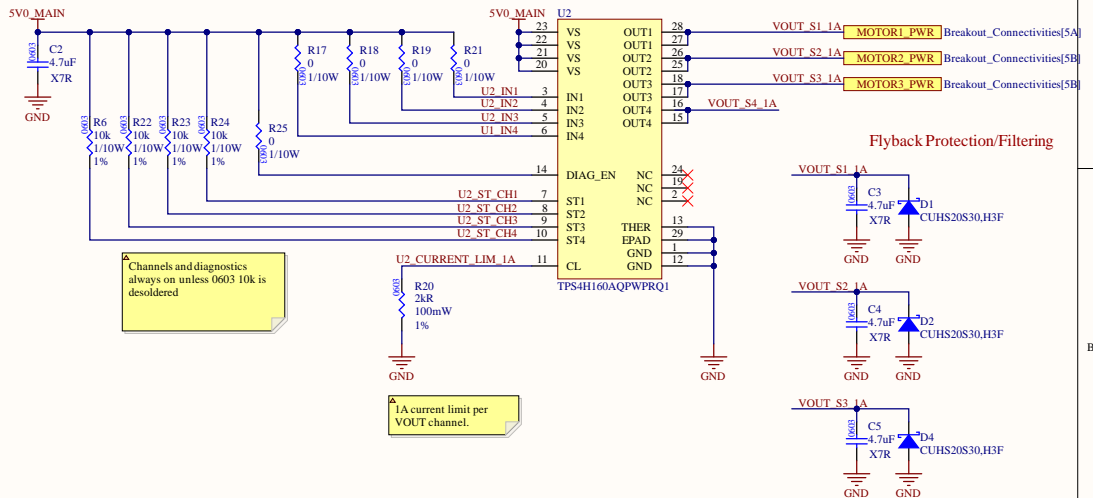 5V0_MAIN
C2
0603
4.7uF
X7R
GND
R6
10k
0603
1/10W
1%
R22
10k
0603
1/10W
1%
R23
10k
0603
1/10W
1%
R24
10k
0603
1/10W
1%
R25
0
1/10W
0603
R17
0
1/10W
0603
R18
0
1/10W
0603
R19
0
1/10W
0603
R21
0
1/10W
0603
U2_IN1
U2_IN2
U2_IN3
U1_IN4
U2_ST_CH1
U2_ST_CH2
U2_ST_CH3
U2_ST_CH4
U2_CURRENT_LIM_1A
R20
0603
2kR
100mW
1%
GND
5V0_MAIN
U2
23 VS OUT1 28
22 VS OUT1 27
21 VS OUT2 26
20 VS OUT2 25
OUT3 18
3 IN1 OUT3 17
4 IN2 OUT4 16
5 IN3 OUT4 15
6 IN4
14 DIAG_EN NC 24
NC 19
7 ST1 NC 2
8 ST2
9 ST3 THER 13
10 ST4 EPAD 29
GND 1
11 CL GND 12
TPS4H160AQPWPRQ1
GND
VOUT_S1_1A MOTOR1_PWR Breakout_Connectivities[5A]
VOUT_S2_1A MOTOR2_PWR Breakout_Connectivities[5B]
VOUT_S3_1A MOTOR3_PWR Breakout_Connectivities[5B]
VOUT_S4_1A
Flyback Protection/Filtering
VOUT_S1_1A
C3
0603
4.7uF
X7R
GND
D1
CUHS20S30,H3F
GND
VOUT_S2_1A
C4
0603
4.7uF
X7R
GND
D2
CUHS20S30,H3F
GND
VOUT_S3_1A
C5
0603
4.7uF
X7R
GND
D4
CUHS20S30,H3F
GND
B
Channels and diagnostics
always on unless 0603 10k is
desoldered
1A current limit per
VOUT channel.